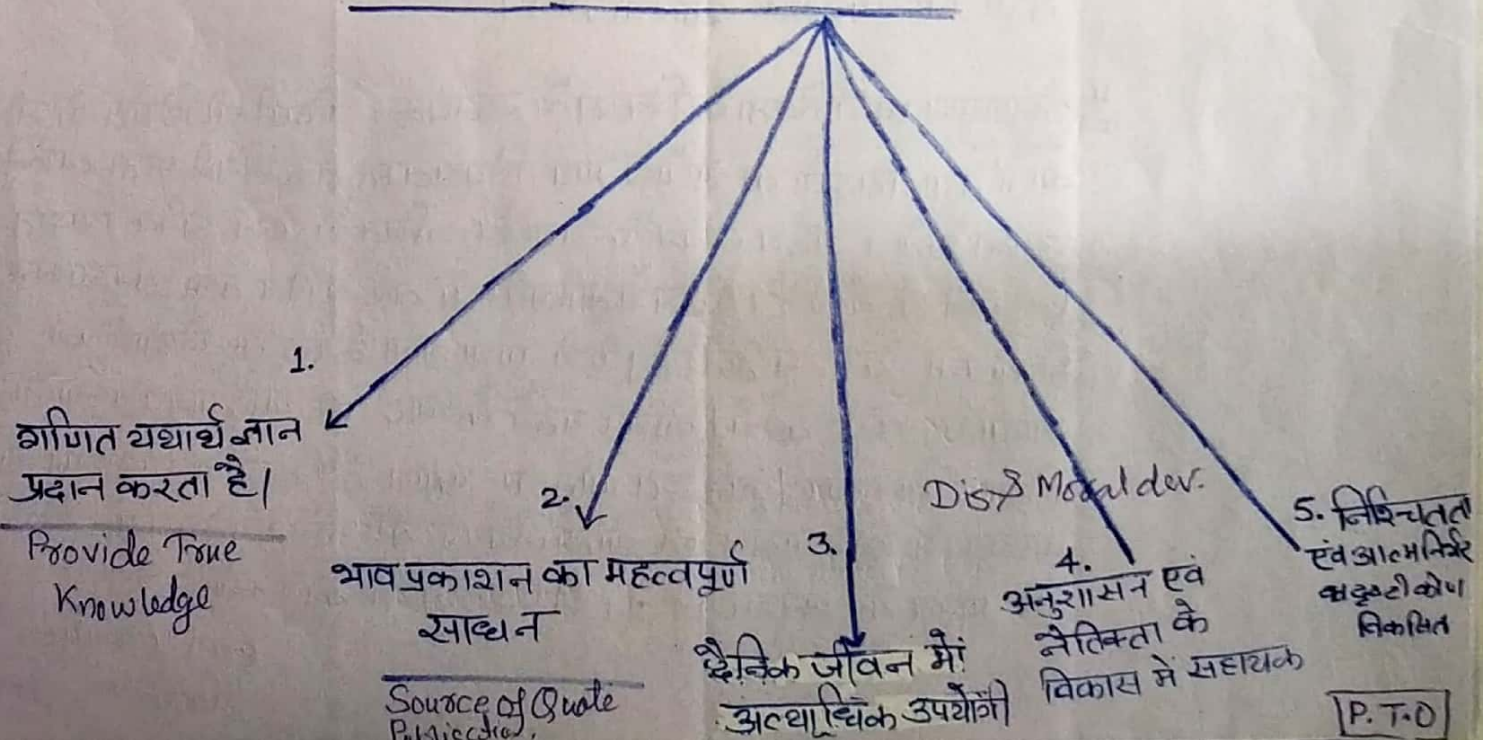 1.
गणित यथार्थ ज्ञान
प्रदान करता है।
Provide True
Knowledge
2.
भाव प्रकाशन का महत्वपूर्ण
साधन
Source of Quote
Publication.
3.
दैनिक जीवन में
अत्याधिक उपयोगी
Dis & Moral dev.
4.
अनुशासन एवं
नैतिकता के
विकास में सहायक
5. निश्चितता
एवं आत्मनिर्भर
दृष्टीकोण
विकसित
P.T.O